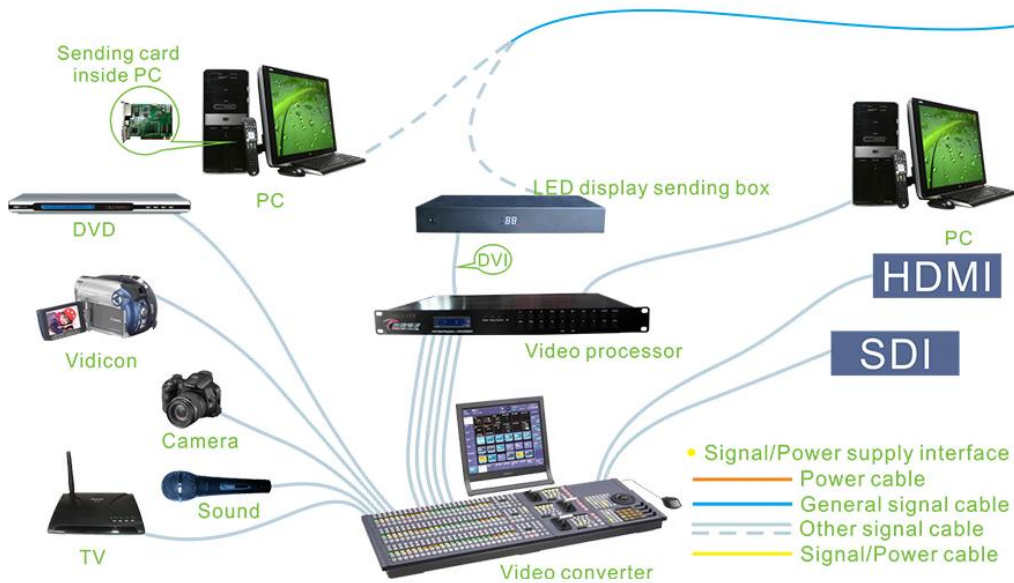 Sending card
inside PC
PC
LED display sending box
DVD
DVI
PC
HDMI
Vidicon
Video processor
SDI
Camera
Signal/Power supply interface
Power cable
Sound
General signal cable
Other signal cable
TV
Signal/Power cable
Video converter